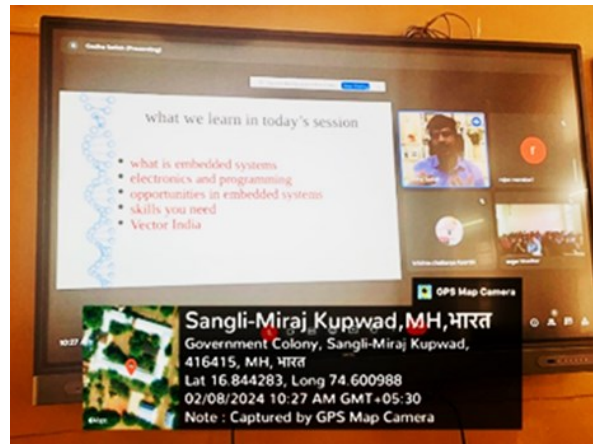 (Presenting)
what we learn in today's session
• what is embedded systems
• electronics and programming
• opportunities in embedded systems
• skills you need
• Vector India
10:27
GPS Map Camera
Sangli-Miraj Kupwad,MH,भारत
Government Colony, Sangli-Miraj Kupwad,
416415, MH, भारत
Lat 16.844283, Long 74.600988
02/08/2024 10:27 AM GMT+05:30
Note : Captured by GPS Map Camera